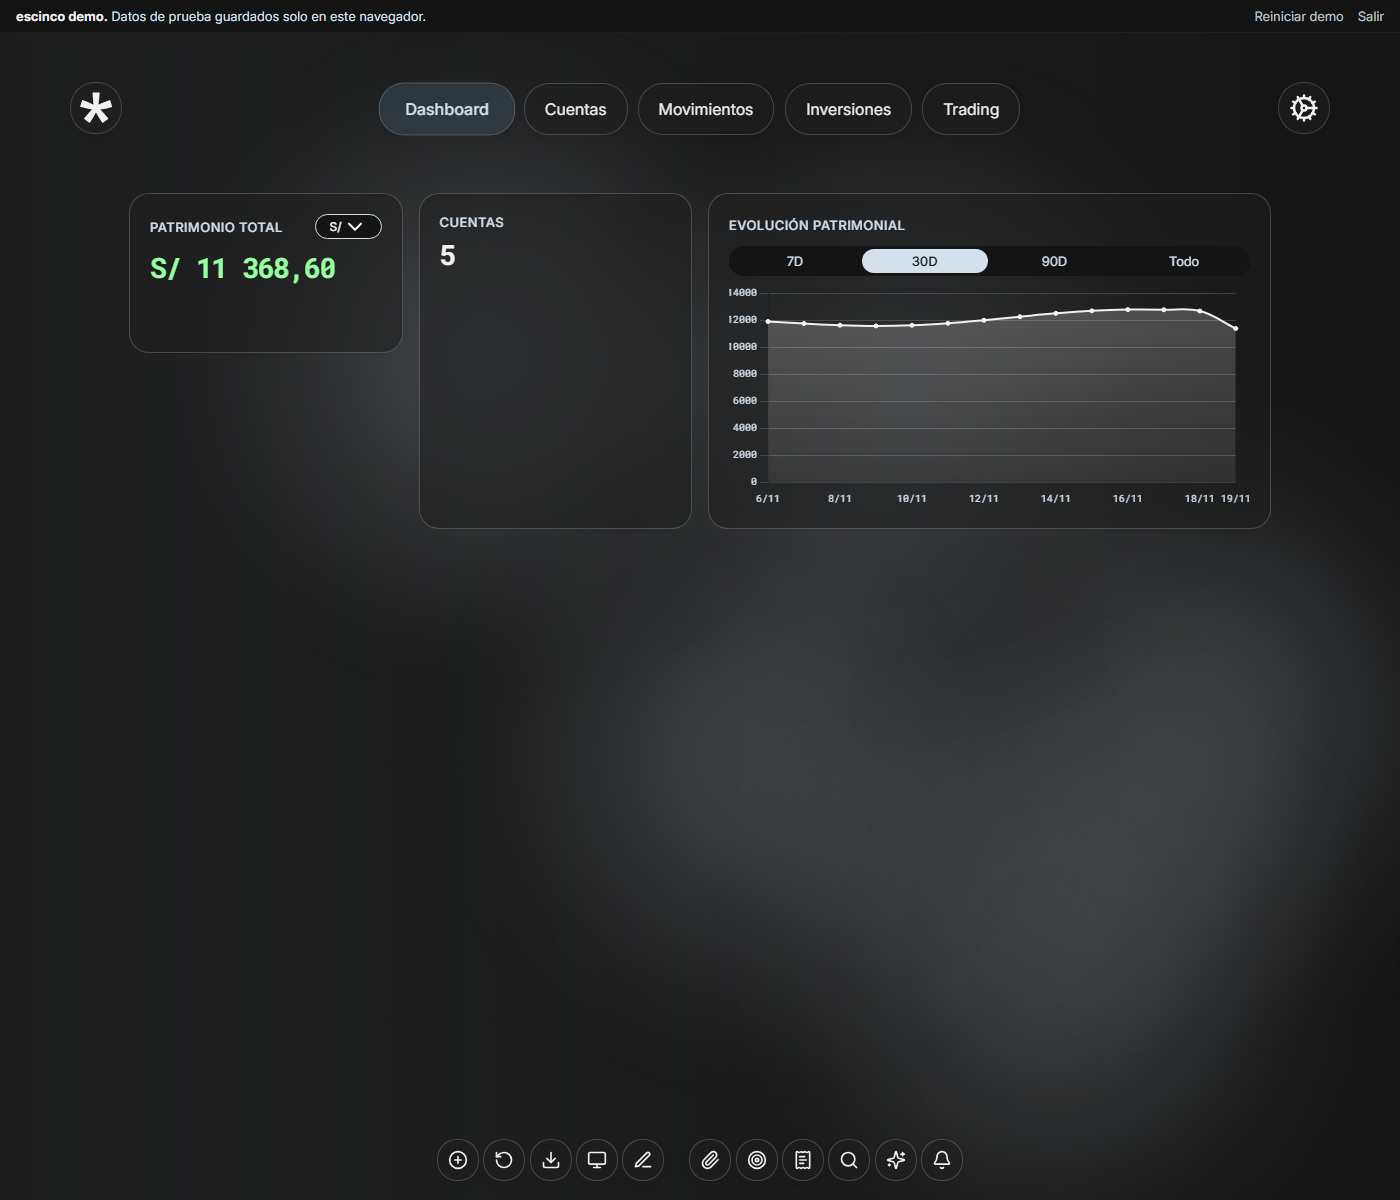 escinco demo. Datos de prueba guardados solo en este navegador.
Reiniciar demo
Salir
Dashboard
Cuentas
Movimientos
Inversiones
Trading
PATRIMONIO TOTAL
S/
S/ 11 368,60
CUENTAS
5
EVOLUCIÓN PATRIMONIAL
7D
30D
90D
Todo
14000
12000
10000
8000
6000
4000
2000
0
6/11
8/11
10/11
12/11
14/11
16/11
18/11
19/11